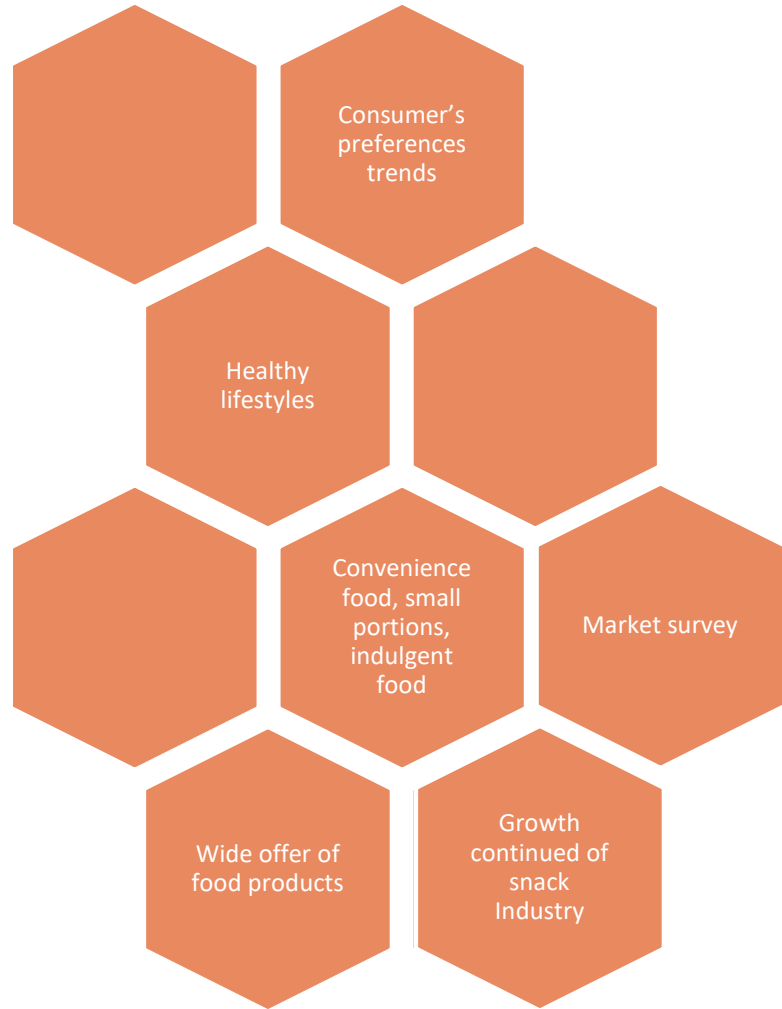 Consumer’s
preferences
trends
Healthy
lifestyles
Convenience
food, small
portions,
indulgent
food
Market survey
Wide offer of
food products
Growth
continued of
snack
Industry